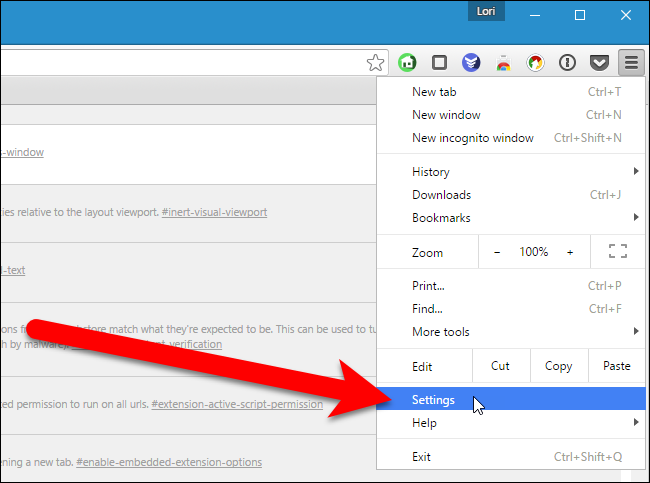 Lori
New tab Ctrl+T
New window Ctrl+N
New incognito window Ctrl+Shift+N
s-window
History
ies relative to the layout viewport. #inert-visual-viewport
Downloads Ctrl+J
Bookmarks
Zoom − 100% +
l-text
Print... Ctrl+P
Find... Ctrl+F
ons store match what they're expected to be. This can be used to tu
More tools
h by malware verification
Edit Cut Copy Paste
Settings
ed permission to run on all urls. #extension-active-script-permission
Help
Exit Ctrl+Shift+Q
ening a new tab. #enable-embedded-extension-options